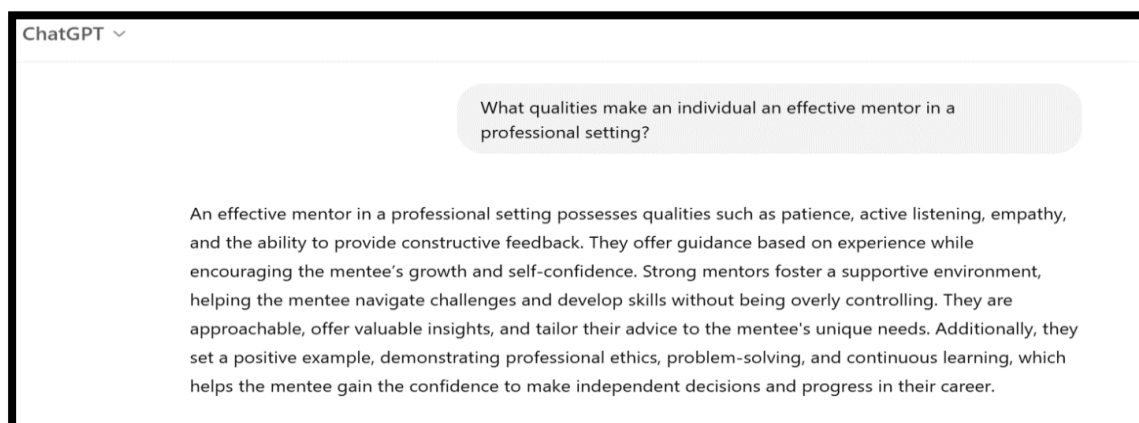 ChatGPT
What qualities make an individual an effective mentor in a
professional setting?
An effective mentor in a professional setting possesses qualities such as patience, active listening, empathy,
and the ability to provide constructive feedback. They offer guidance based on experience while
encouraging the mentee's growth and self-confidence. Strong mentors foster a supportive environment,
helping the mentee navigate challenges and develop skills without being overly controlling. They are
approachable, offer valuable insights, and tailor their advice to the mentee's unique needs. Additionally, they
set a positive example, demonstrating professional ethics, problem-solving, and continuous learning, which
helps the mentee gain the confidence to make independent decisions and progress in their career.